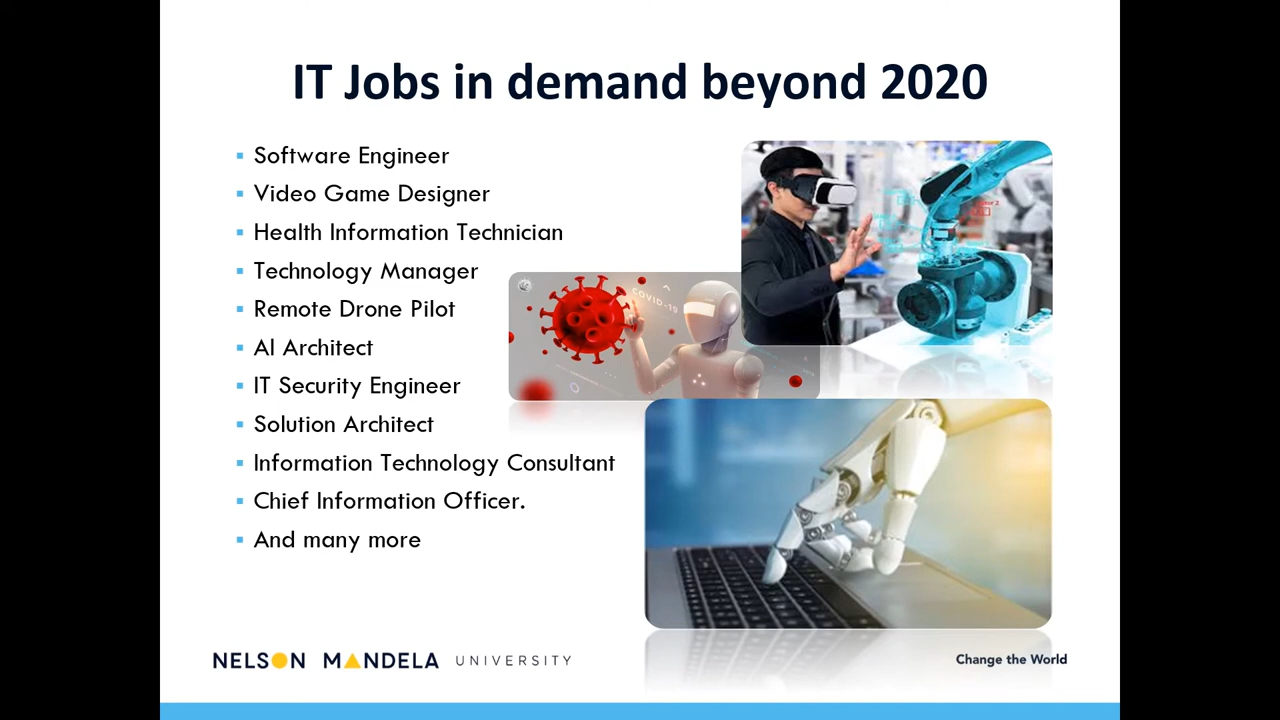 IT Jobs in demand beyond 2020
Software Engineer
Video Game Designer
Health Information Technician
Technology Manager
Remote Drone Pilot
AI Architect
IT Security Engineer
Solution Architect
Information Technology Consultant
Chief Information Officer.
And many more
COVID-19
NELSON MANDELA UNIVERSITY
Change the World